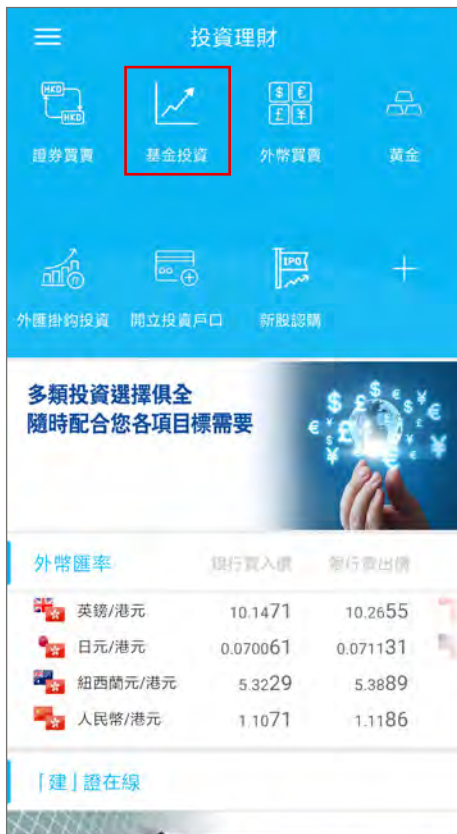 投資理財
HKD
HKD
$ €
£ ¥
證券買賣 基金投資 外幣買賣 黃金
IPO
外匯掛鈎投資 開立投資戶口 新股認購
多類投資選擇俱全
隨時配合您各項目標需要
外幣匯率 銀行買入價 銀行賣出價
英鎊/港元 10.1471 10.2655
日元/港元 0.070061 0.071131
紐西蘭元/港元 5.3229 5.3889
人民幣/港元 1.1071 1.1186
「建」證在線